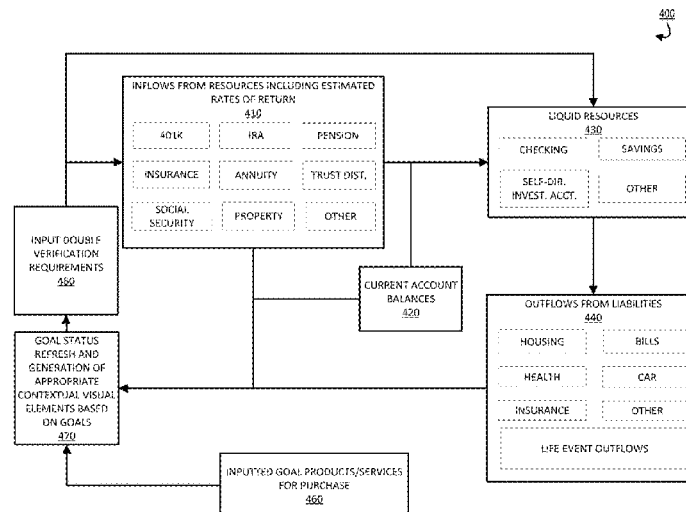 400
INFLOWS FROM RESOURCES INCLUDING ESTIMATED
RATES OF RETURN
410
401K
IRA
PENSION
INSURANCE
ANNUITY
TRUST DIST.
SOCIAL
SECURITY
PROPERTY
OTHER
LIQUID RESOURCES
430
CHECKING
SAVINGS
SELF-DIR.
INVEST. ACCT.
OTHER
INPUT DOUBLE
VERIFICATION
REQUIREMENTS
460
CURRENT ACCOUNT
BALANCES
420
OUTFLOWS FROM LIABILITIES
440
HOUSING
BILLS
HEALTH
CAR
INSURANCE
OTHER
LIFE EVENT OUTFLOWS
GOAL STATUS
REFRESH AND
GENERATION OF
APPROPRIATE
CONTEXTUAL VISUAL
ELEMENTS BASED
ON GOALS
INPUTTED GOAL PRODUCTS/SERVICES
FOR PURCHASE
460